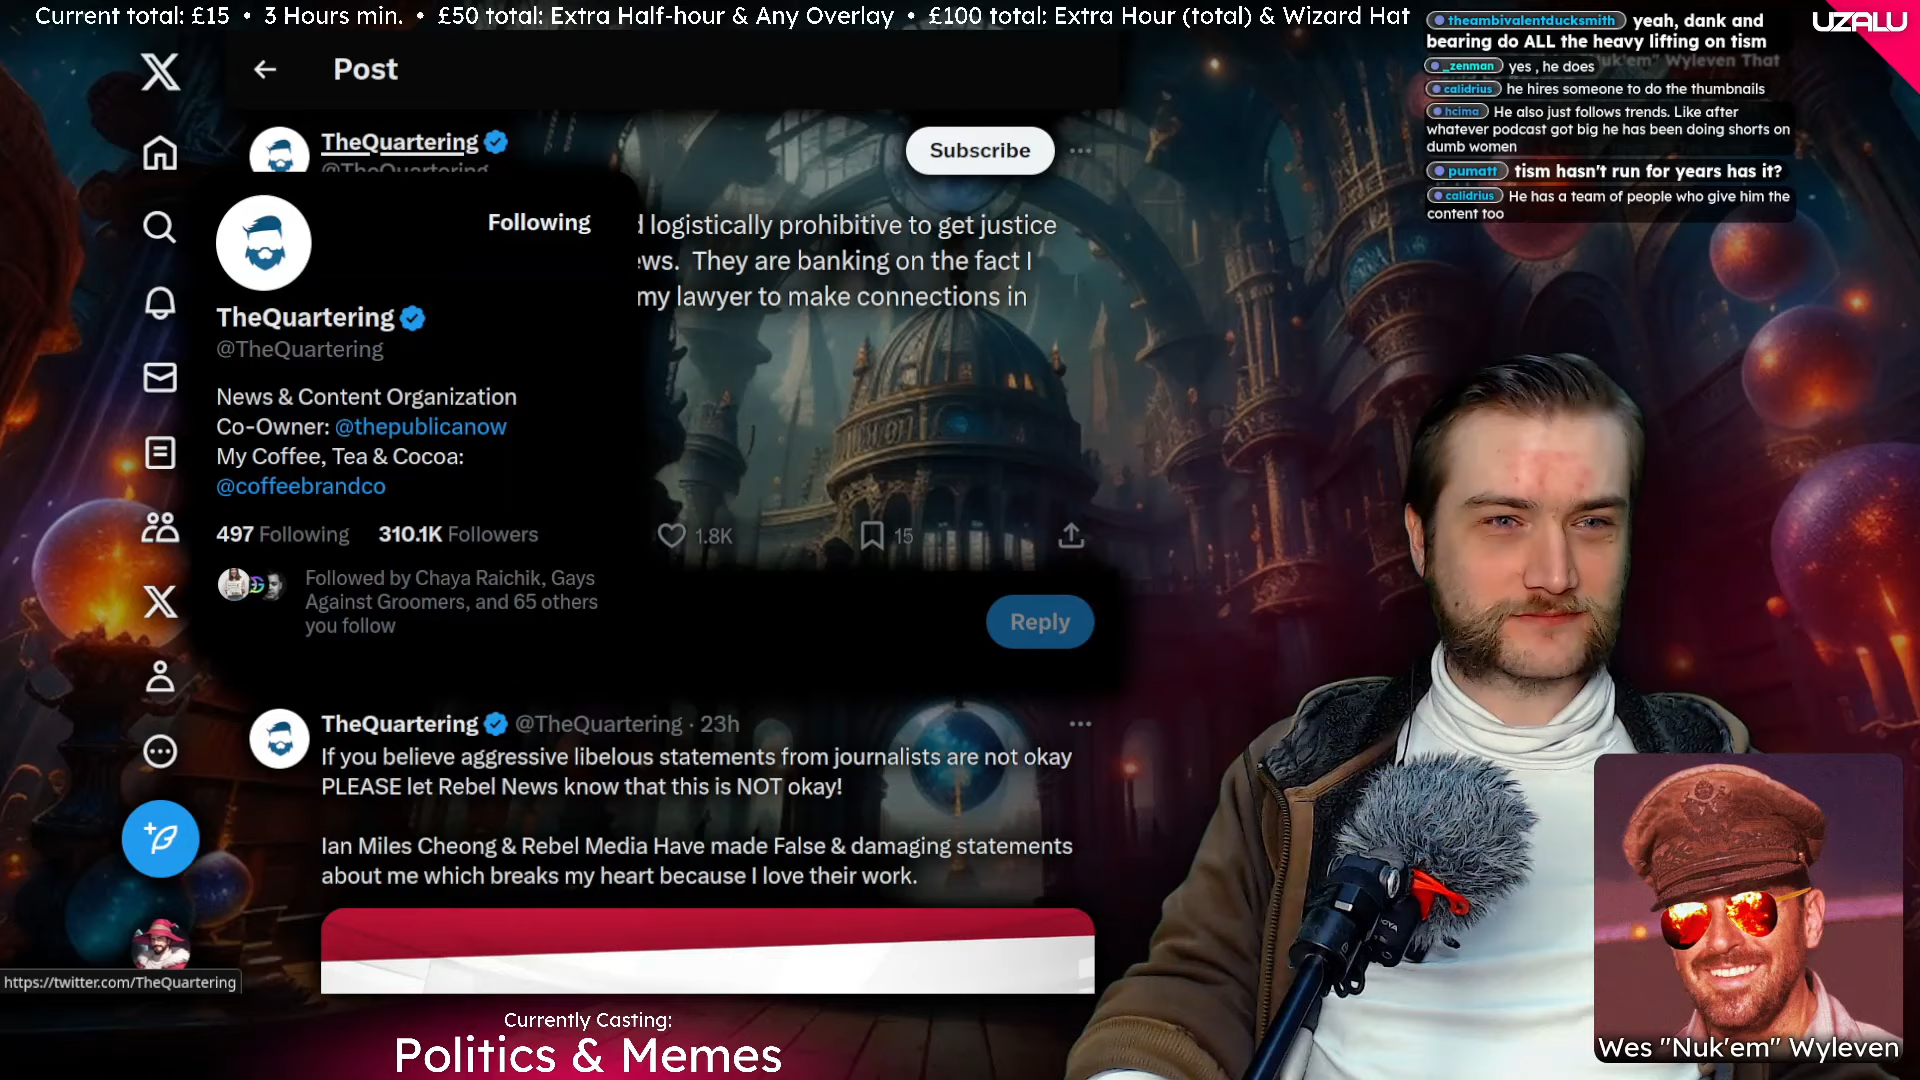 Current total: £15 • 3 Hours min. • £50 total: Extra Half-hour & Any Overlay • £100 total: Extra Hour (total) & Wizard Hat
UZALU
theambivalentducksmith yeah, dank and
bearing do ALL the heavy lifting on tism
"Nuk'em" Wyleven That
_zenman yes , he does
calidrius he hires someone to do the thumbnails
hcima He also just follows trends. Like after
whatever podcast got big he has been doing shorts on
dumb women
pumatt tism hasn't run for years has it?
calidrius He has a team of people who give him the
content too
Post
TheQuartering
@TheQuartering
Subscribe
Following
logistically prohibitive to get justice
ews. They are banking on the fact I
my lawyer to make connections in
TheQuartering
@TheQuartering
News & Content Organization
Co-Owner: @thepublicanow
My Coffee, Tea & Cocoa:
@coffeebrandco
497 Following 310.1K Followers
1.8K
15
Followed by Chaya Raichik, Gays
Against Groomers, and 65 others
you follow
Reply
TheQuartering @TheQuartering · 23h
If you believe aggressive libelous statements from journalists are not okay
PLEASE let Rebel News know that this is NOT okay!
Ian Miles Cheong & Rebel Media Have made False & damaging statements
about me which breaks my heart because I love their work.
https://twitter.com/TheQuartering
Currently Casting:
Politics & Memes
Wes "Nuk'em" Wyleven